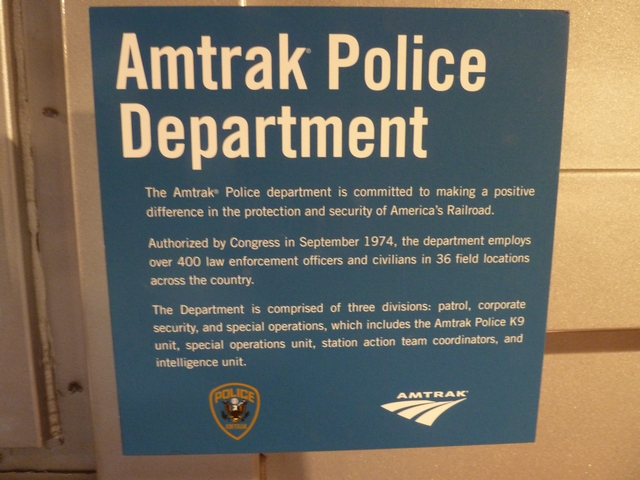 Amtrak® Police
Department
The Amtrak® Police department is committed to making a positive
difference in the protection and security of America's Railroad.
Authorized by Congress in September 1974, the department employs
over 400 law enforcement officers and civilians in 36 field locations
across the country.
The Department is comprised of three divisions: patrol, corporate
security, and special operations, which includes the Amtrak Police K9
unit, special operations unit, station action team coordinators, and
intelligence unit.
POLICE
AMTRAK
AMTRAK®